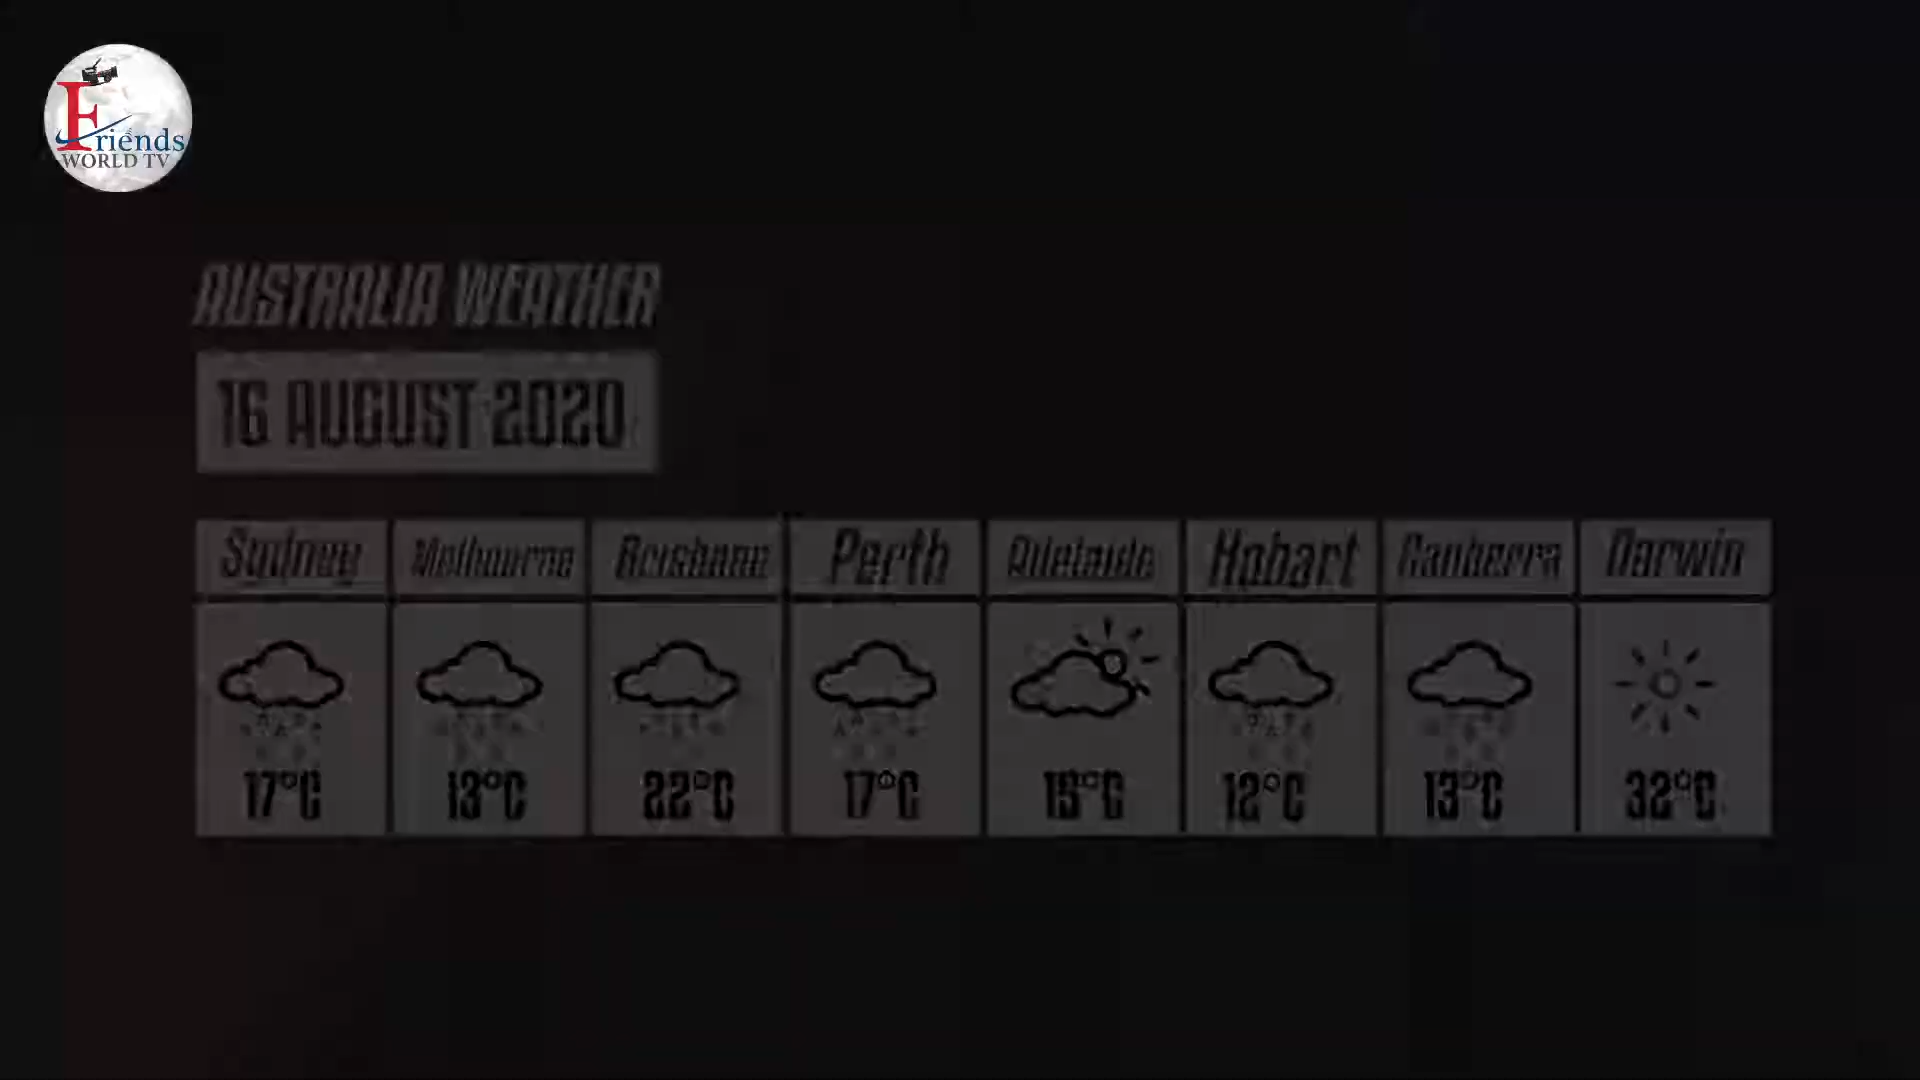 Friends
WORLD TV
AUSTRALIA WEATHER
16 AUGUST 2020
Sydney Melbourne Brisbane Perth Adelaide Hobart Canberra Darwin
17°C 13°C 22°C 17°C 15°C 12°C 13°C 32°C